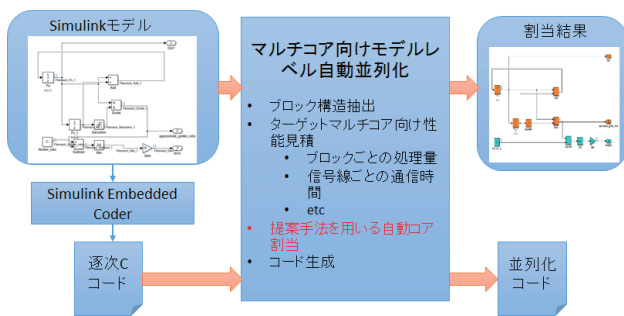 Simulinkモデル
Simulink Embedded
Coder
逐次C
コード
マルチコア向けモデルレ
ベル自動並列化
• ブロック構造抽出
• ターゲットマルチコア向け性
能見積
• ブロックごとの処理量
• 信号線ごとの通信時
間
• etc
• 提案手法を用いる自動コア
割当
• コード生成
割当結果
並列化
コード